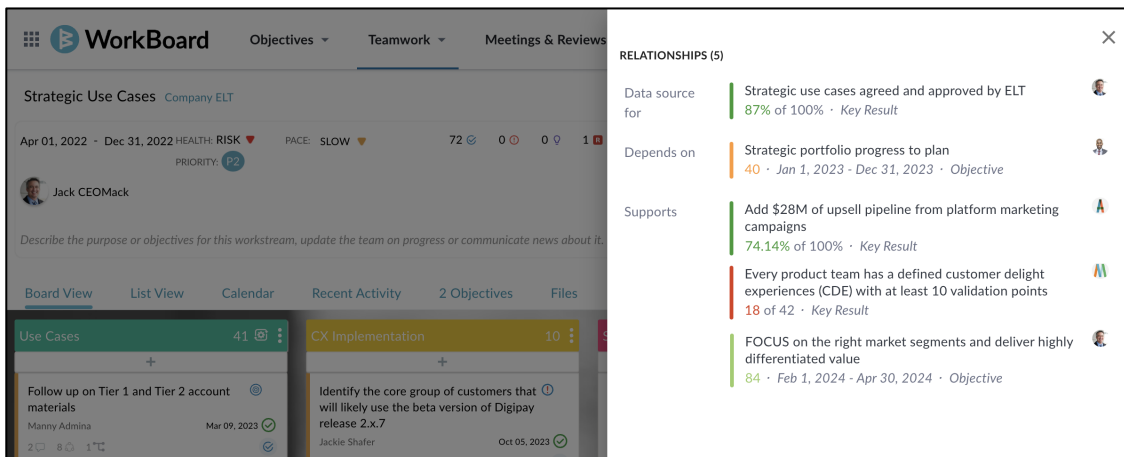 WorkBoard
Objectives
Teamwork
Meetings & Reviews
Strategic Use Cases Company ELT
Apr 01, 2022 - Dec 31, 2022 HEALTH: RISK PACE: SLOW 72 0 0 1 R
PRIORITY: P2
Jack CEOMack
Describe the purpose or objectives for this workstream, update the team on progress or communicate news about it.
Board View List View Calendar Recent Activity 2 Objectives Files
Use Cases 41
+
Follow up on Tier 1 and Tier 2 account
materials
Manny Admina Mar 09, 2023
2 8 1
CX Implementation 10
+
Identify the core group of customers that
will likely use the beta version of Digipay
release 2.x.7
Jackie Shafer Oct 05, 2023
S
RELATIONSHIPS (5)
Data source
for
Strategic use cases agreed and approved by ELT
87% of 100% · Key Result
Depends on
Strategic portfolio progress to plan
40 · Jan 1, 2023 - Dec 31, 2023 · Objective
Supports
Add $28M of upsell pipeline from platform marketing
campaigns
74.14% of 100% · Key Result
Every product team has a defined customer delight
experiences (CDE) with at least 10 validation points
18 of 42 · Key Result
FOCUS on the right market segments and deliver highly
differentiated value
84 · Feb 1, 2024 - Apr 30, 2024 · Objective